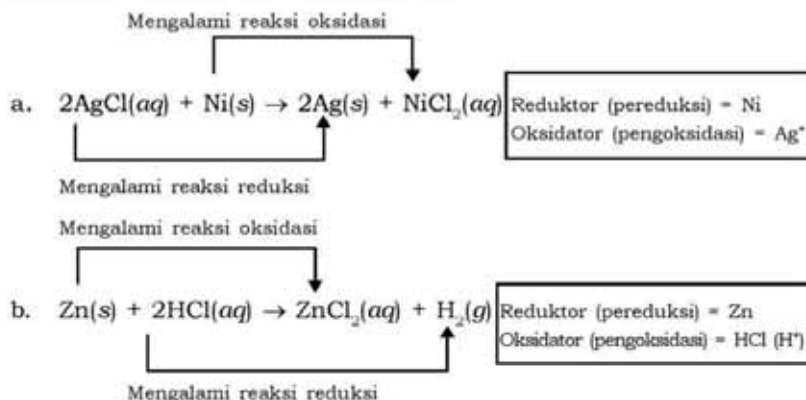 Mengalami reaksi oksidasi
a. 2AgCl(aq) + Ni(s) → 2Ag(s) + NiCl₂(aq)
Reduktor (pereduksi) = Ni
Oksidator (pengoksidasi) = Ag⁺
Mengalami reaksi reduksi
Mengalami reaksi oksidasi
b. Zn(s) + 2HCl(aq) → ZnCl₂(aq) + H₂(g)
Reduktor (pereduksi) = Zn
Oksidator (pengoksidasi) = HCl (H⁺)
Mengalami reaksi reduksi